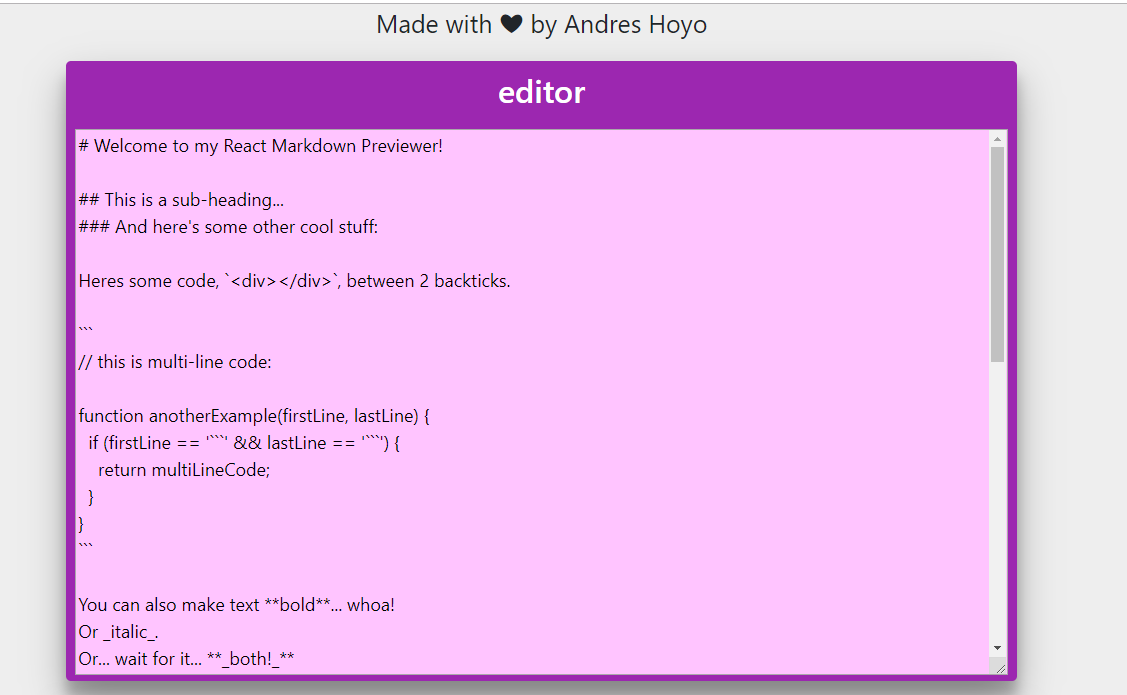 Made with ♥ by Andres Hoyo
editor
# Welcome to my React Markdown Previewer!
## This is a sub-heading...
### And here's some other cool stuff:
Heres some code, `<div></div>`, between 2 backticks.
```
// this is multi-line code:
function anotherExample(firstLine, lastLine) {
  if (firstLine == '```' && lastLine == '```') {
    return multiLineCode;
  }
}
```
You can also make text **bold**... whoa!
Or _italic_.
Or... wait for it... **_both!_**